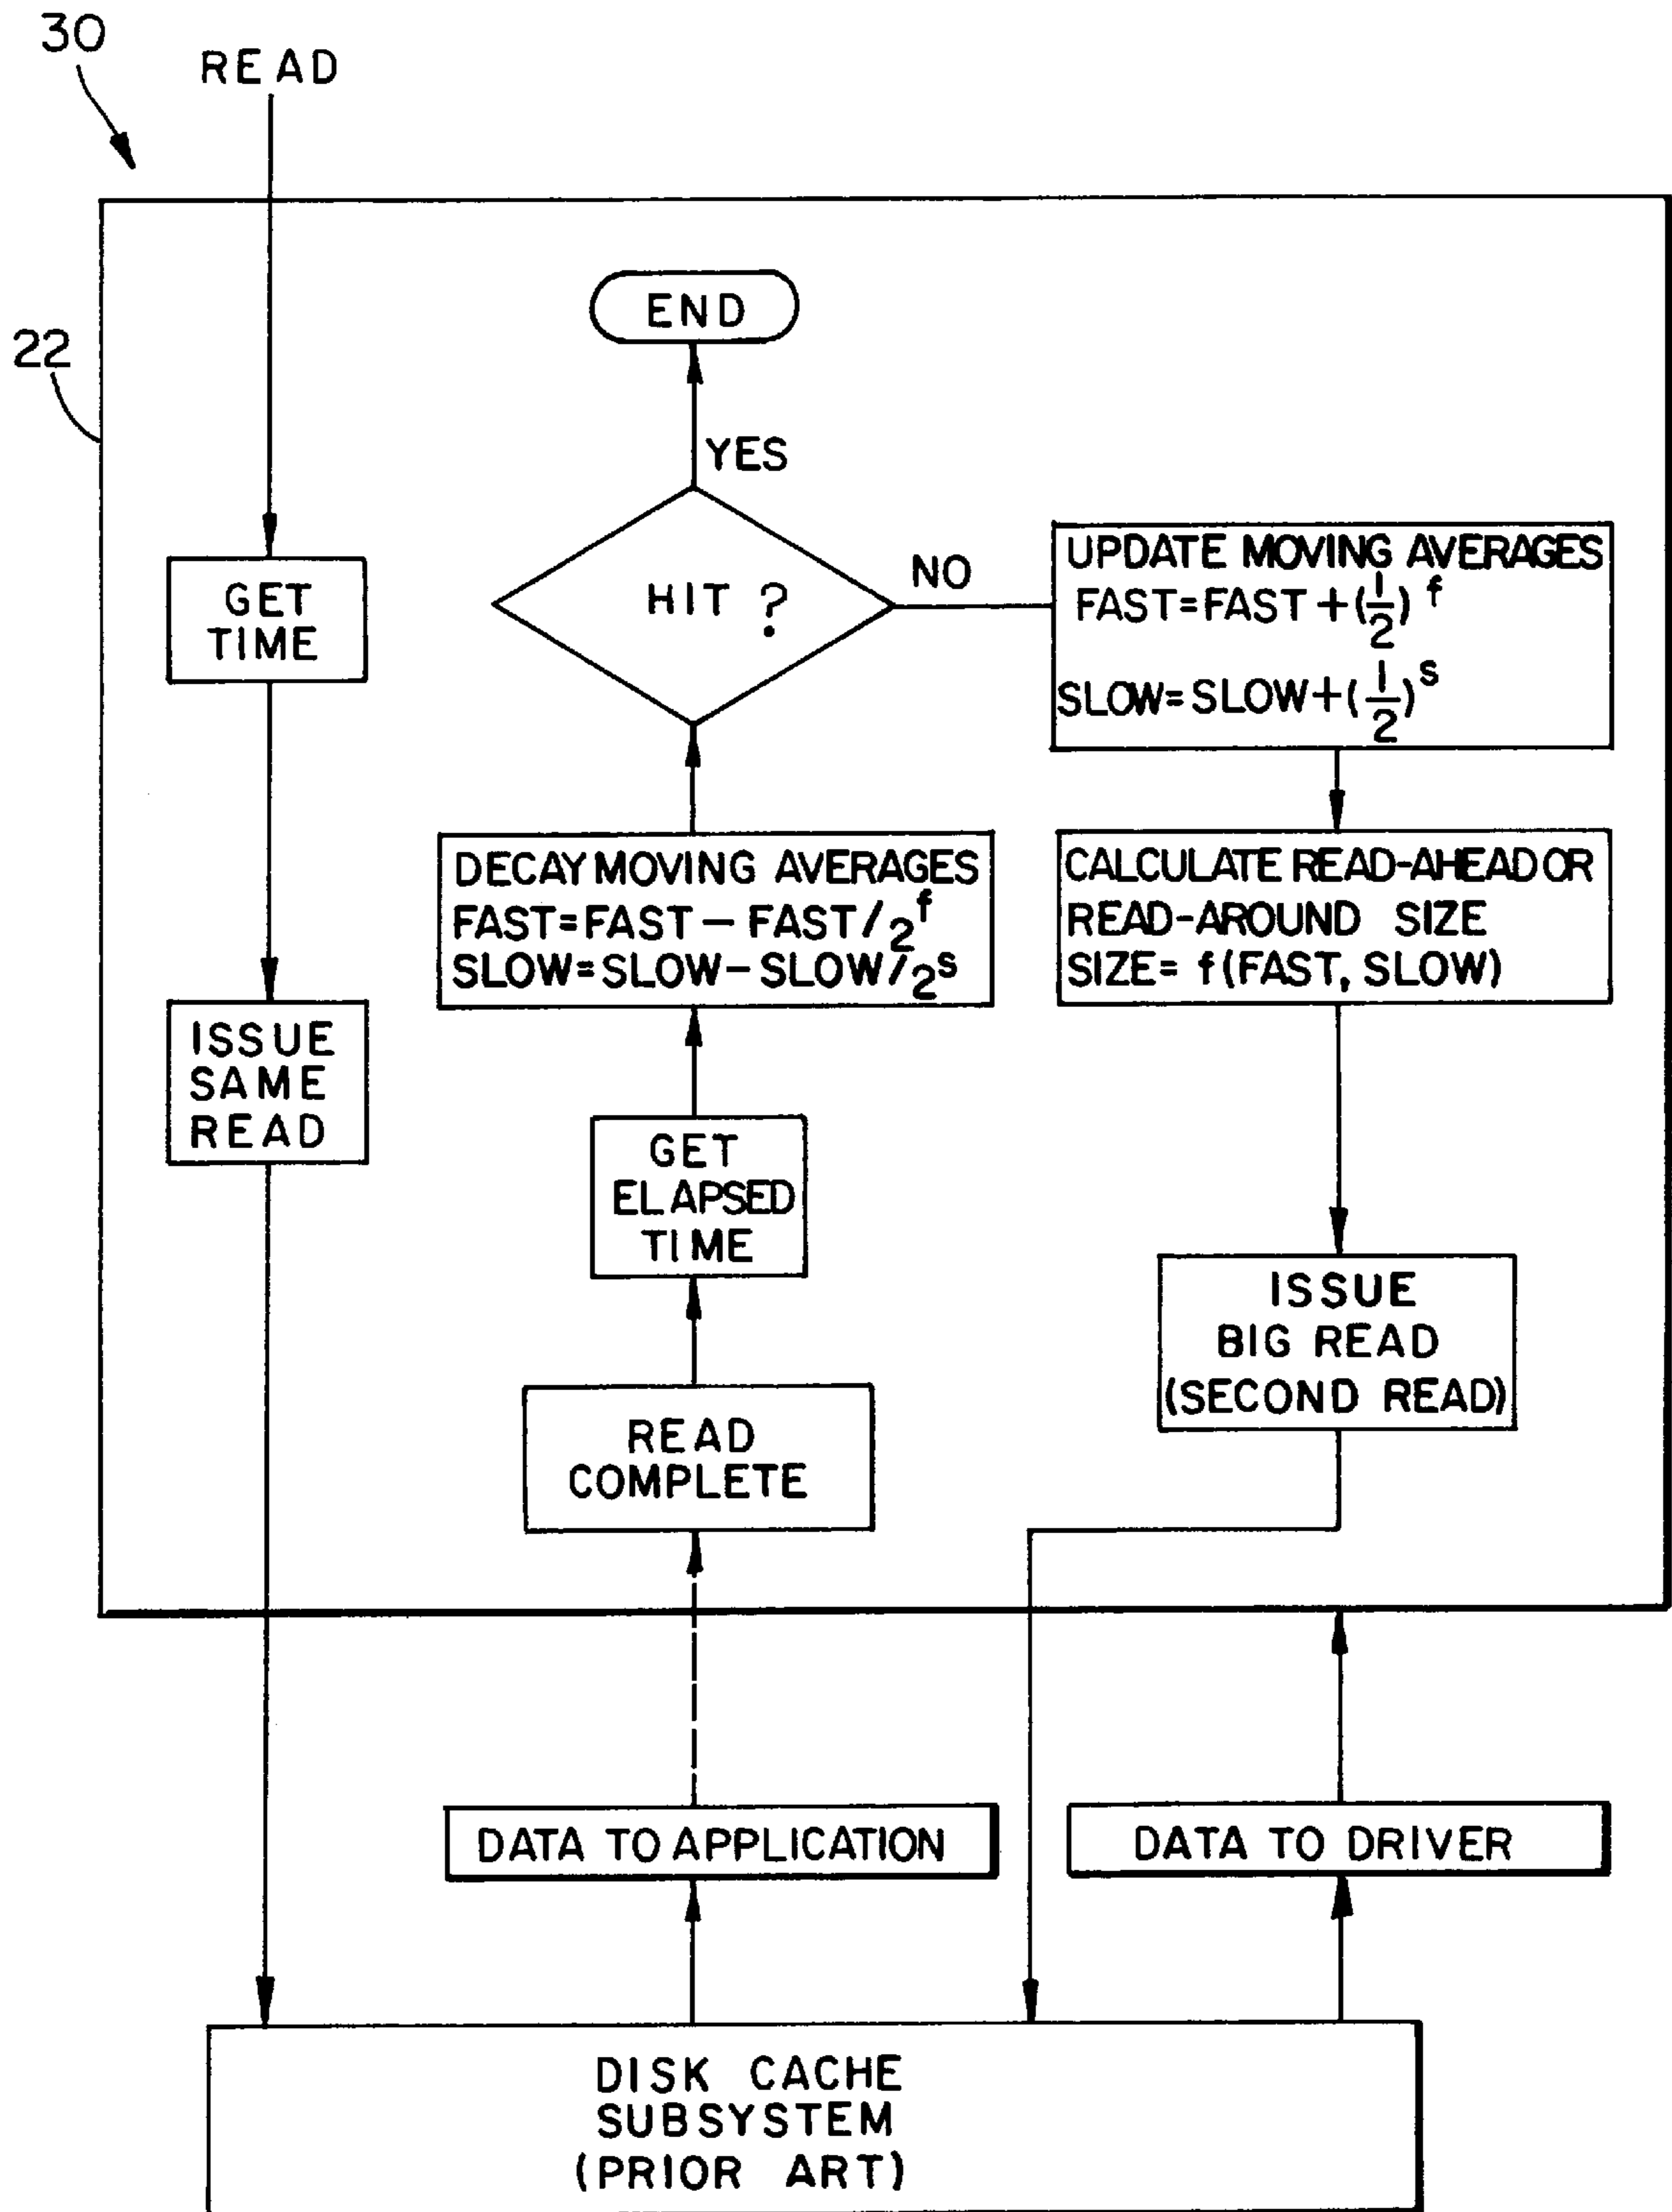 30
READ
22
END
YES
HIT ?
NO
GET
TIME
UPDATE MOVING AVERAGES
FAST=FAST+(1/2)^f
SLOW=SLOW+(1/2)^s
DECAY MOVING AVERAGES
FAST=FAST-FAST/2^f
SLOW=SLOW-SLOW/2^s
CALCULATE READ-AHEAD OR
READ-AROUND SIZE
SIZE= f(FAST, SLOW)
ISSUE
SAME
READ
GET
ELAPSED
TIME
ISSUE
BIG READ
(SECOND READ)
READ
COMPLETE
DATA TO APPLICATION
DATA TO DRIVER
DISK CACHE
SUBSYSTEM
(PRIOR ART)